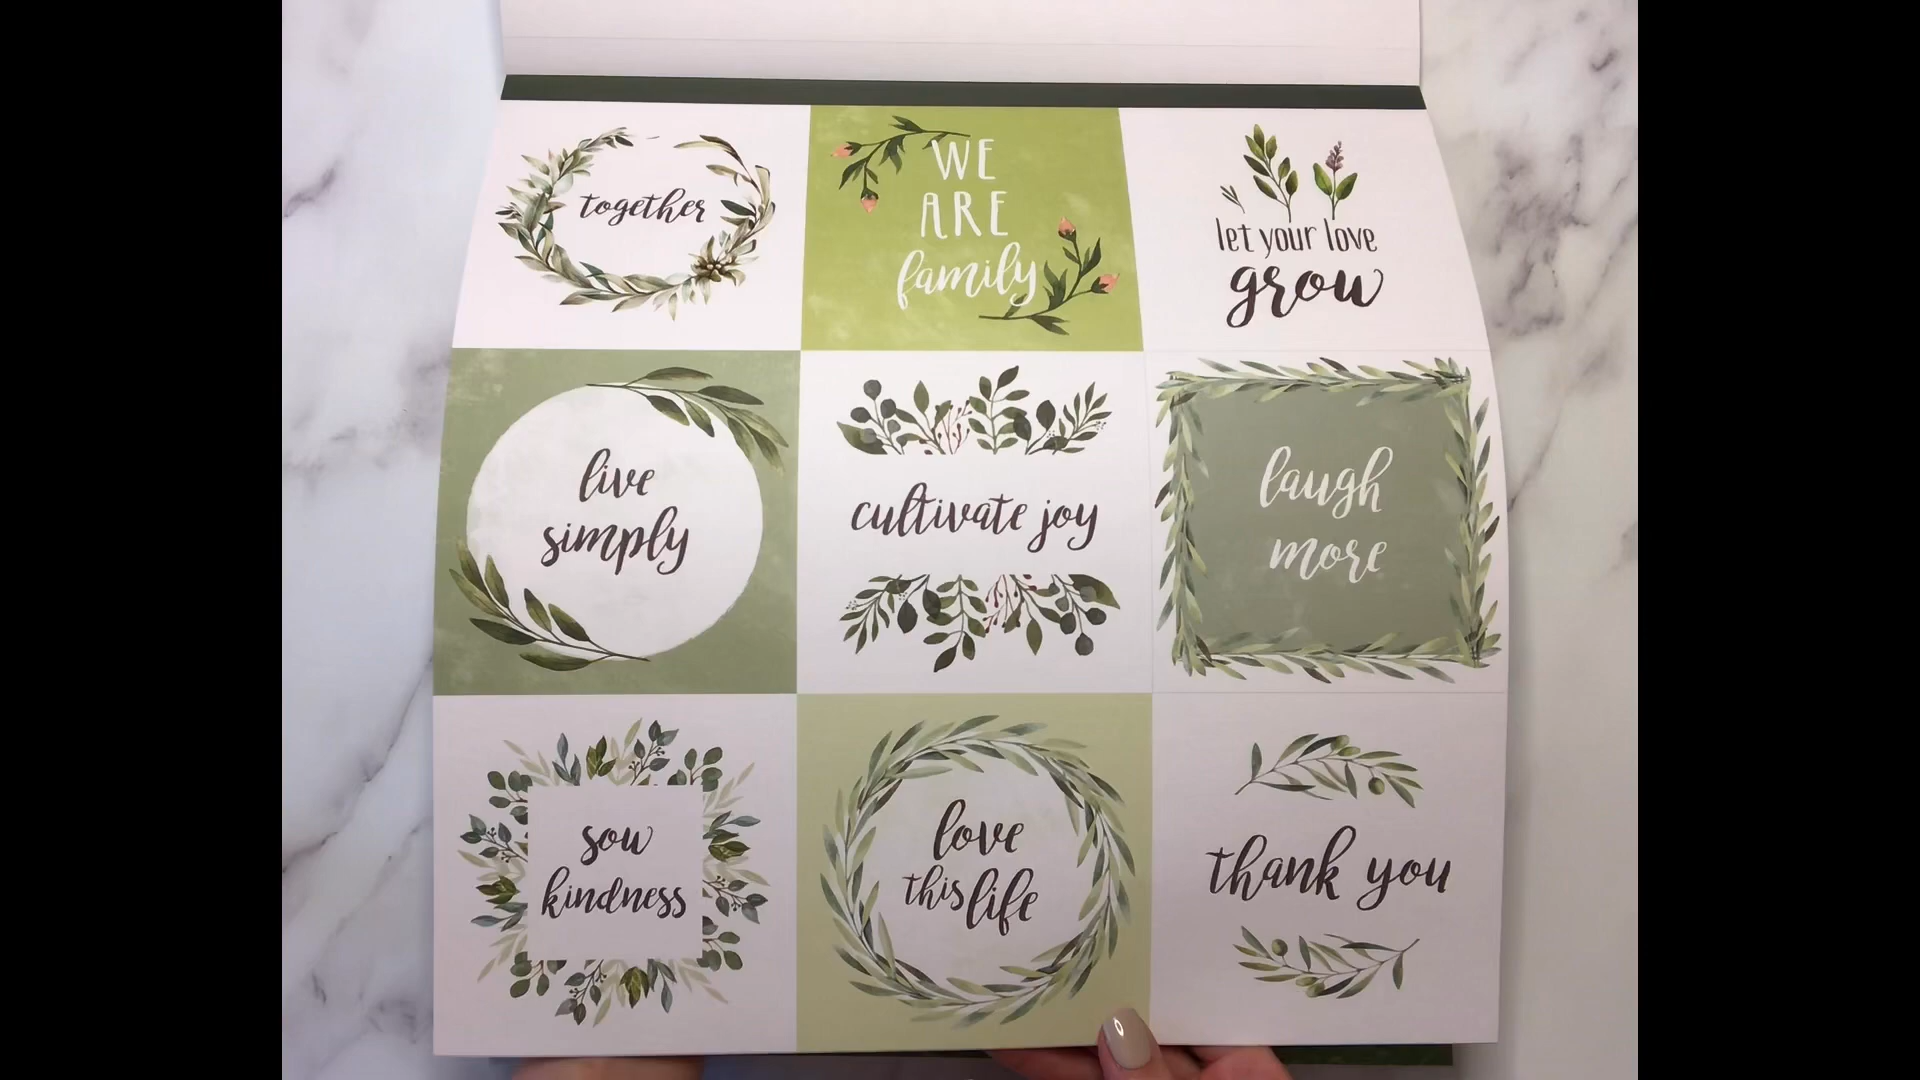 together
WE
ARE
family
let your love
grow
live
simply
cultivate joy
laugh
more
sow
kindness
love
this life
thank you